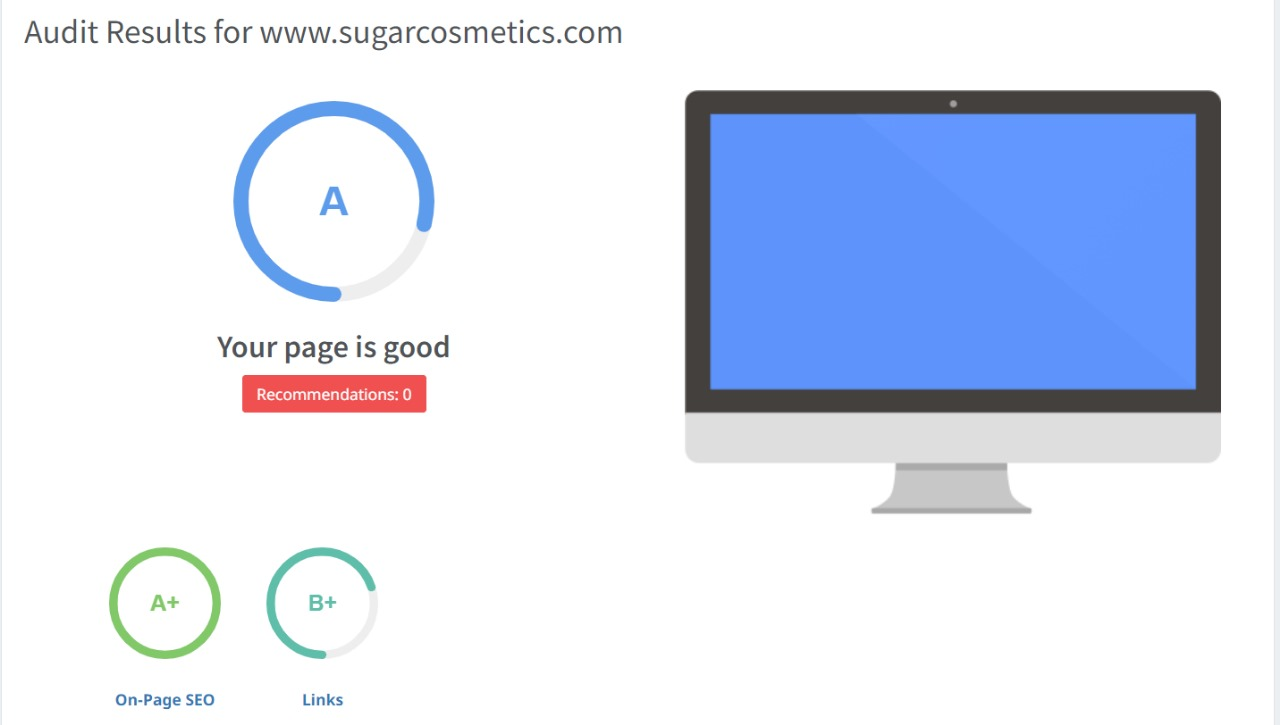 Audit Results for www.sugarcosmetics.com
A
Your page is good
Recommendations: 0
A+
B+
On-Page SEO
Links